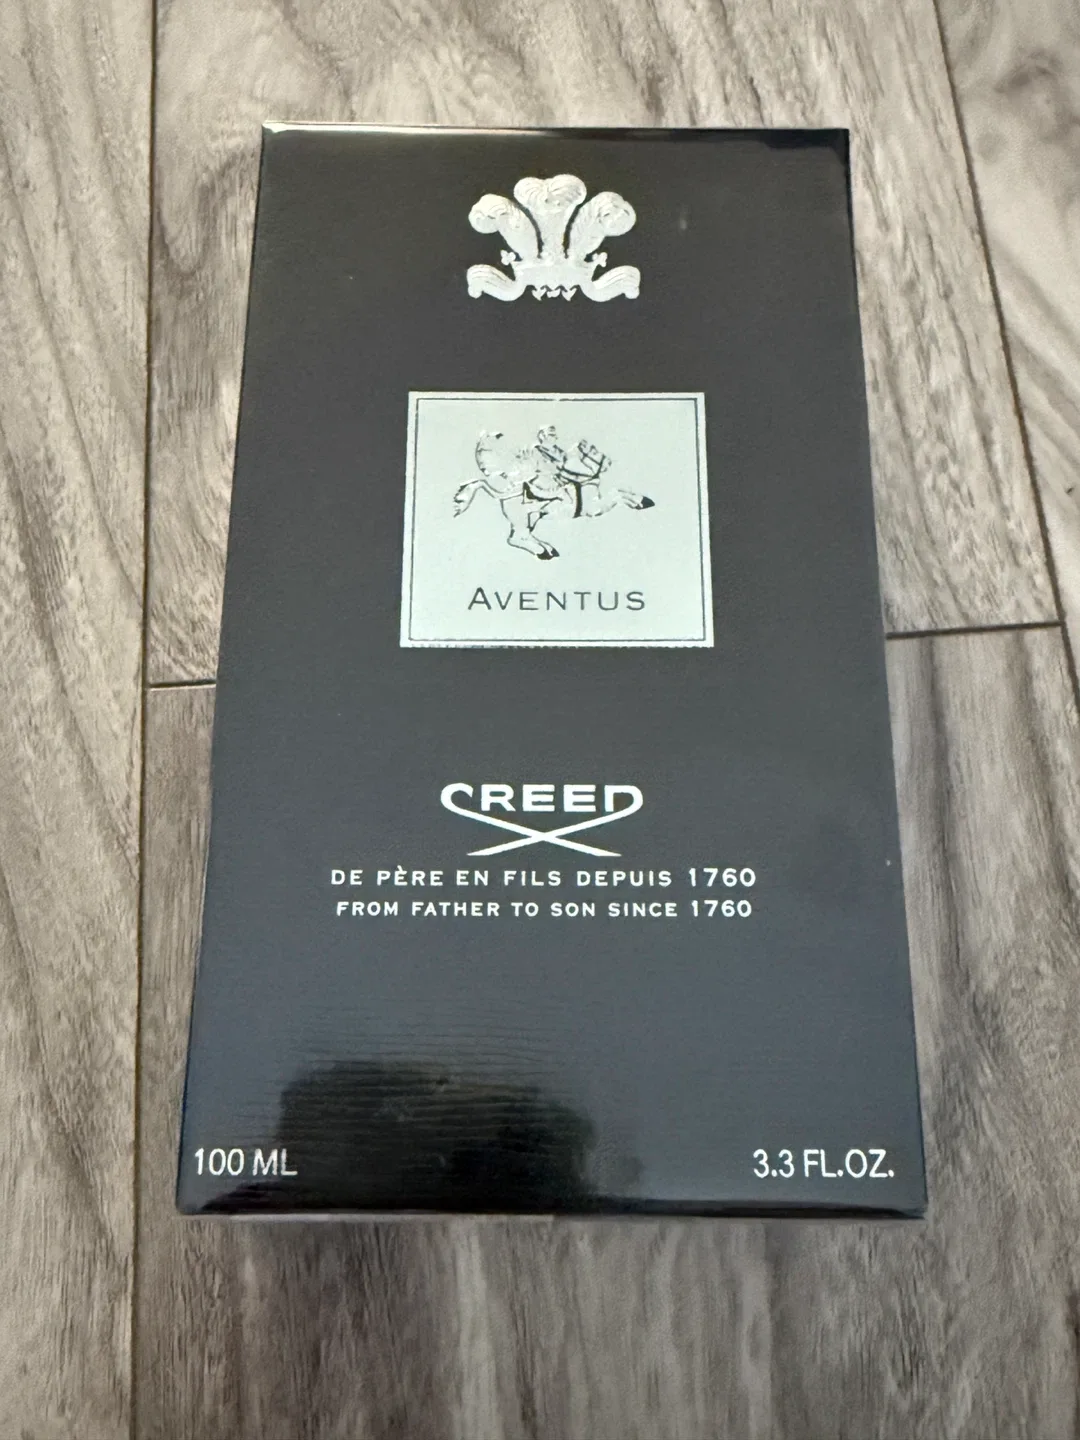 AVENTUS
CREED
DE PÈRE EN FILS DEPUIS 1760
FROM FATHER TO SON SINCE 1760
100 ML 3.3 FL.OZ.